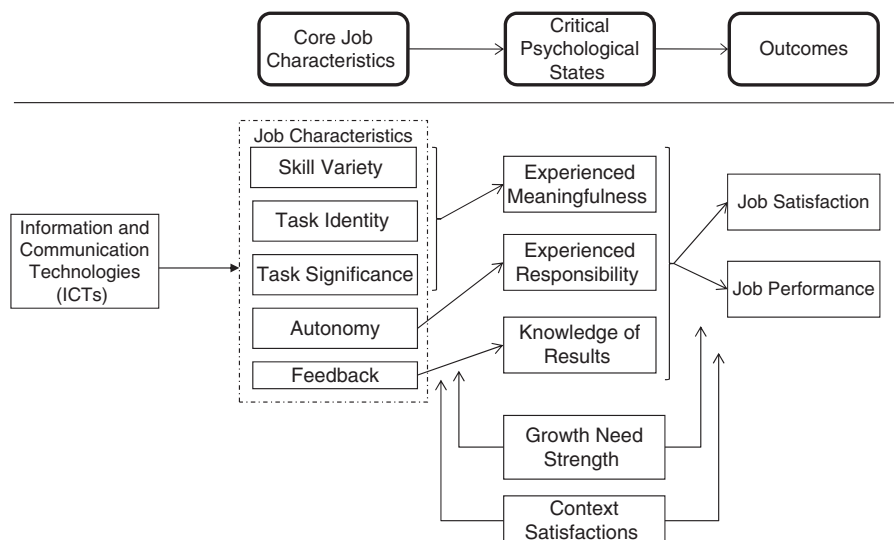 Core Job
Characteristics
Critical
Psychological
States
Outcomes
Job Characteristics
Skill Variety
Task Identity
Task Significance
Autonomy
Feedback
Information and
Communication
Technologies
(ICTs)
Experienced
Meaningfulness
Experienced
Responsibility
Knowledge of
Results
Job Satisfaction
Job Performance
Growth Need
Strength
Context
Satisfactions